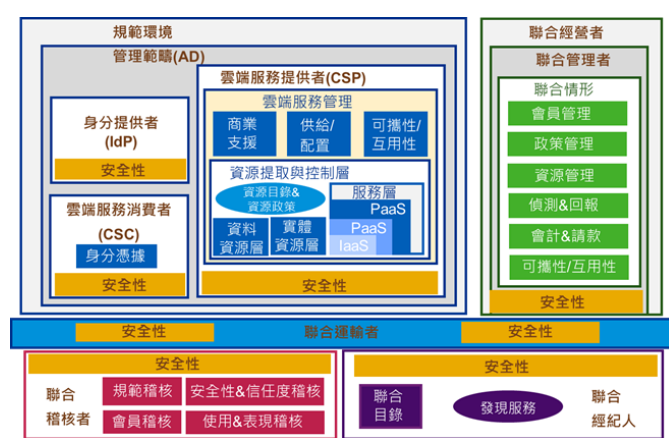 規範環境
管理範疇(AD)
身分提供者
(IdP)
安全性
雲端服務消費者
(CSC)
身分憑據
安全性
雲端服務提供者(CSP)
雲端服務管理
商業
支援
供給/
配置
可攜性/
互用性
資源提取與控制層
資源目錄&
資源政策
資料
資源層
實體
資源層
服務層
PaaS
PaaS
IaaS
安全性
聯合經營者
聯合管理者
聯合情形
會員管理
政策管理
資源管理
偵測&回報
會計&請款
可攜性/互用性
安全性
安全性
聯合運輸者
安全性
安全性
聯合
稽核者
規範稽核
安全性&信任度稽核
會員稽核
使用&表現稽核
安全性
聯合
目錄
發現服務
聯合
經紀人